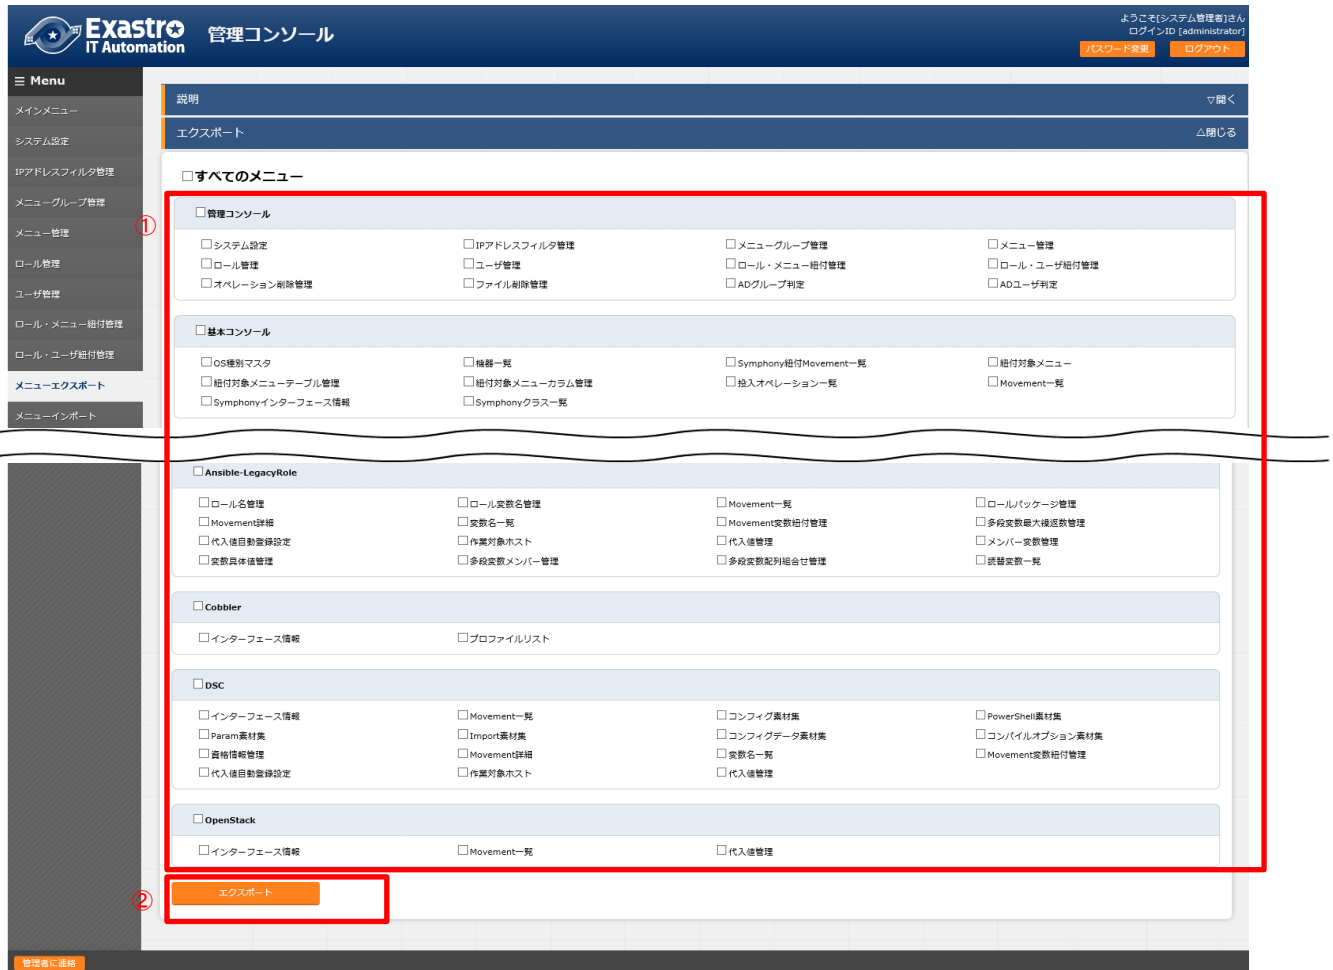 Exastro
IT Automation
管理コンソール
ようこそ[システム管理者]さん
ログインID [administrator]
パスワード変更 ログアウト
☰ Menu
メインメニュー
システム設定
IPアドレスフィルタ管理
メニューグループ管理
メニュー管理
ロール管理
ユーザ管理
ロール・メニュー紐付管理
ロール・ユーザ紐付管理
メニューエクスポート
メニューインポート
説明 ▽開く
エクスポート △閉じる
すべてのメニュー
①
管理コンソール
システム設定 IPアドレスフィルタ管理 メニューグループ管理 メニュー管理
ロール管理 ユーザ管理 ロール・メニュー紐付管理 ロール・ユーザ紐付管理
オペレーション削除管理 ファイル削除管理 ADグループ判定 ADユーザ判定
基本コンソール
OS種別マスタ 機器一覧 Symphony紐付Movement一覧 紐付対象メニュー
紐付対象メニューテーブル管理 紐付対象メニューカラム管理 投入オペレーション一覧 Movement一覧
Symphonyインターフェース情報 Symphonyクラス一覧
Ansible-LegacyRole
ロール名管理 ロール変数名管理 Movement一覧 ロールパッケージ管理
Movement詳細 変数名一覧 Movement変数紐付管理 多段変数最大繰返数管理
代入値自動登録設定 作業対象ホスト 代入値管理 メンバー変数管理
変数具体値管理 多段変数メンバー管理 多段変数配列組合せ管理 読替変数一覧
Cobbler
インターフェース情報 プロファイルリスト
DSC
インターフェース情報 Movement一覧 コンフィグ素材集 PowerShell素材集
Param素材集 Import素材集 コンフィグデータ素材集 コンパイルオプション素材集
資格情報管理 Movement詳細 変数名一覧 Movement変数紐付管理
代入値自動登録設定 作業対象ホスト 代入値管理
OpenStack
インターフェース情報 Movement一覧 代入値管理
②
エクスポート
管理者に連絡